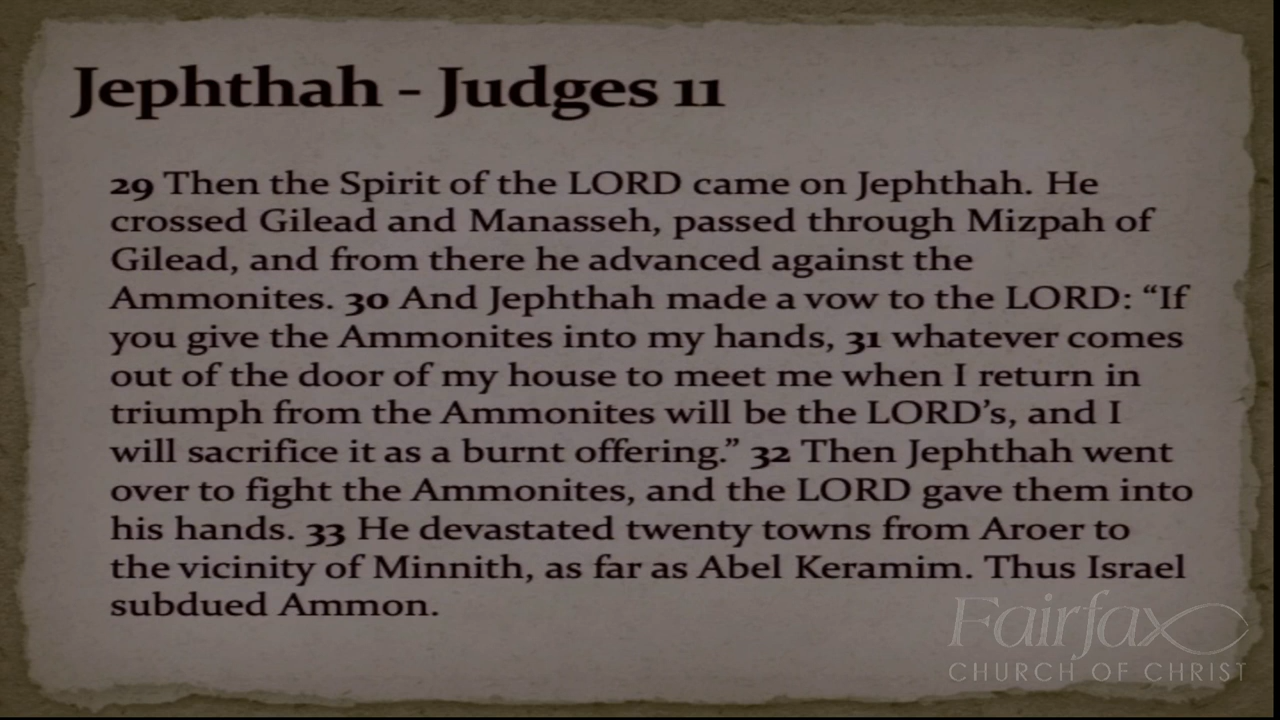 Jephthah - Judges 11
29 Then the Spirit of the LORD came on Jephthah. He
crossed Gilead and Manasseh, passed through Mizpah of
Gilead, and from there he advanced against the
Ammonites. 30 And Jephthah made a vow to the LORD: “If
you give the Ammonites into my hands, 31 whatever comes
out of the door of my house to meet me when I return in
triumph from the Ammonites will be the LORD’s, and I
will sacrifice it as a burnt offering.” 32 Then Jephthah went
over to fight the Ammonites, and the LORD gave them into
his hands. 33 He devastated twenty towns from Aroer to
the vicinity of Minnith, as far as Abel Keramim. Thus Israel
subdued Ammon.
Fairfax
CHURCH OF CHRIST